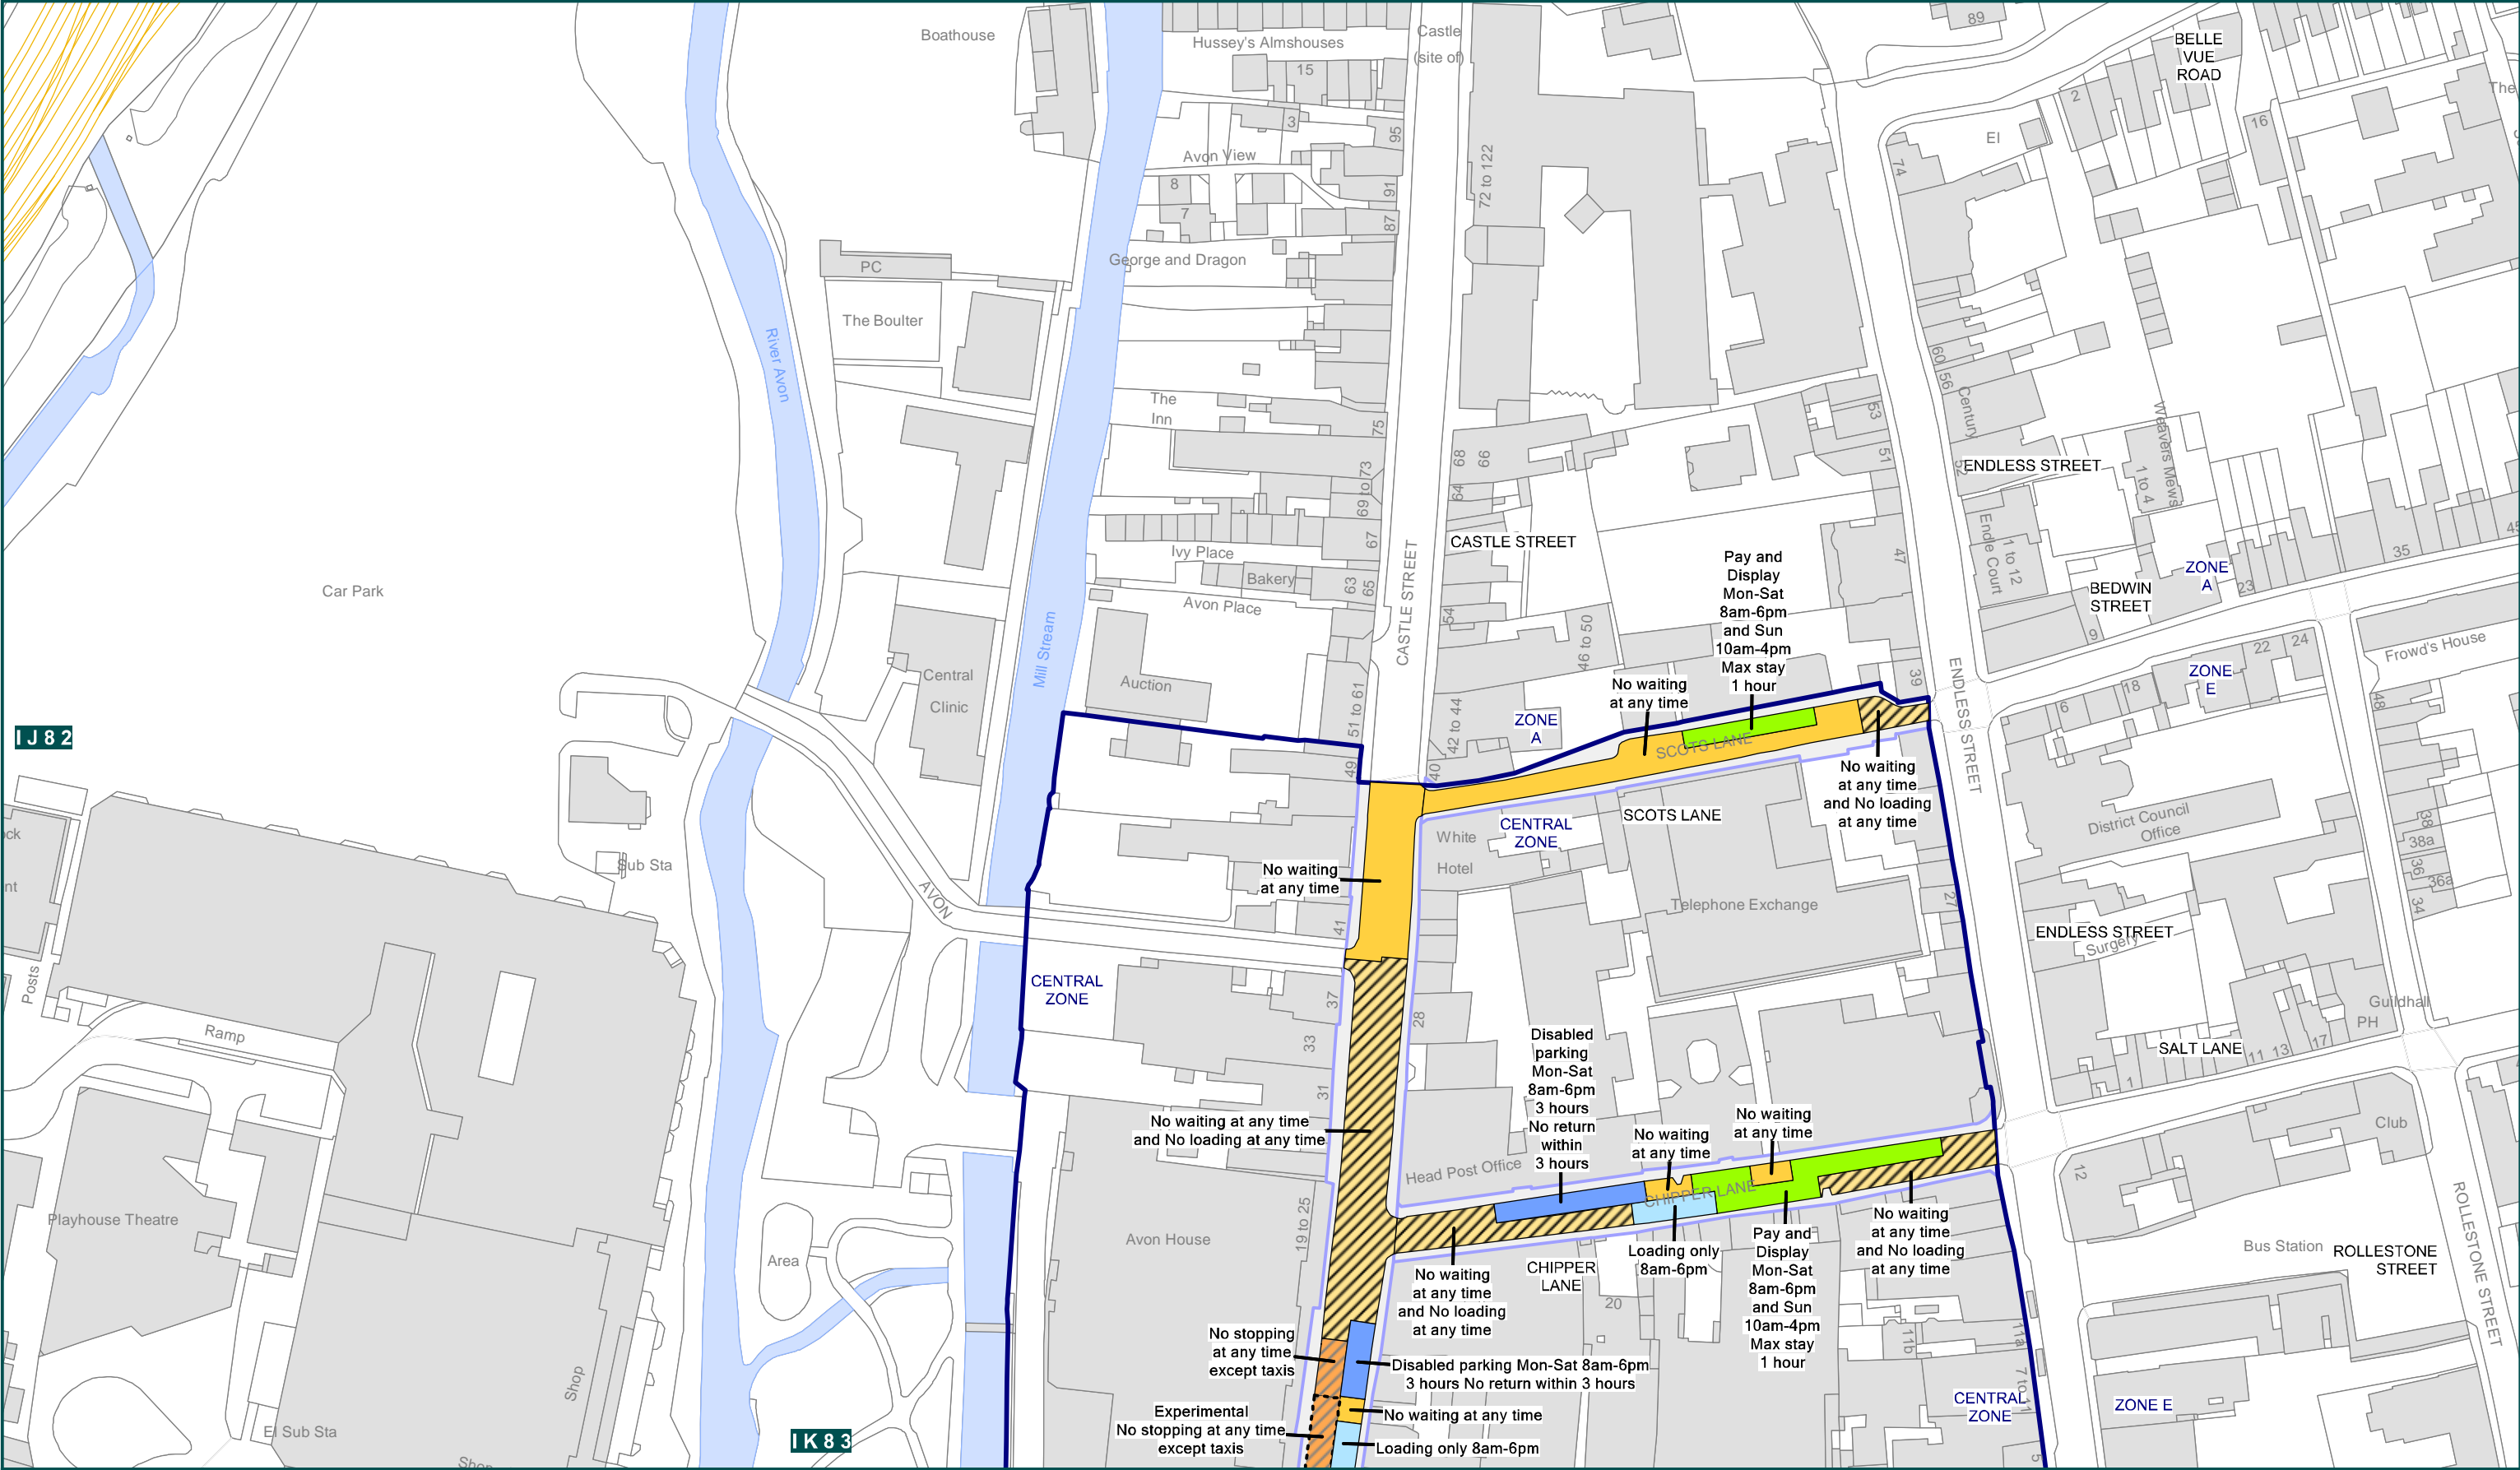 Boathouse
Hussey's Almshouses
Castle
(site of)
89
BELLE
VUE
ROAD
The
15
3
95
2
16
El
Avon View
72 to 122
74
8
91
7
87
PC
George and Dragon
The Boulter
River Avon
60
56
Century
The
Inn
75
53
Weavers Mews
1 to 4
69 to 73
68
66
51
52
ENDLESS STREET
64
67
CASTLE STREET
Endle Court
1 to 12
45
35
Ivy Place
Bakery
63
65
47
ZONE
A
23
Car Park
Pay and
Display
Mon-Sat
8am-6pm
and Sun
10am-4pm
Max stay
1 hour
BEDWIN
STREET
9
Avon Place
CASTLE STREET
54
46 to 50
Mill Stream
22
24
Frowd's House
Central
Clinic
Auction
51 to 61
39
ENDLESS STREET
ZONE
E
18
6
48
No waiting
at any time
42 to 44
ZONE
A
SCOTS LANE
IJ82
49
40
No waiting
at any time
and No loading
at any time
White
Hotel
CENTRAL
ZONE
SCOTS LANE
District Council
Office
38
38a
36
36a
34
ock
nt
Sub Sta
No waiting
at any time
AVON
41
Telephone Exchange
27
ENDLESS STREET
Surgery
Posts
CENTRAL
ZONE
37
28
Guildhall
PH
Ramp
33
31
Disabled
parking
Mon-Sat
8am-6pm
3 hours
No return
within
3 hours
SALT LANE
1
11
13
17
No waiting at any time
and No loading at any time
No waiting
at any time
No waiting
at any time
Club
Head Post Office
CHIPPER LANE
12
Playhouse Theatre
Area
Avon House
19 to 25
No waiting
at any time
and No loading
at any time
Loading only
8am-6pm
CHIPPER
LANE
20
Pay and
Display
Mon-Sat
8am-6pm
and Sun
10am-4pm
Max stay
1 hour
No waiting
at any time
and No loading
at any time
Bus Station
ROLLESTONE
STREET
ROLLESTONE STREET
11b
11a
7 to 11
No stopping
at any time
except taxis
Disabled parking Mon-Sat 8am-6pm
3 hours No return within 3 hours
Shop
CENTRAL
ZONE
ZONE E
Experimental
No stopping at any time
except taxis
No waiting at any time
Loading only 8am-6pm
El Sub Sta
IK83
Shop
5